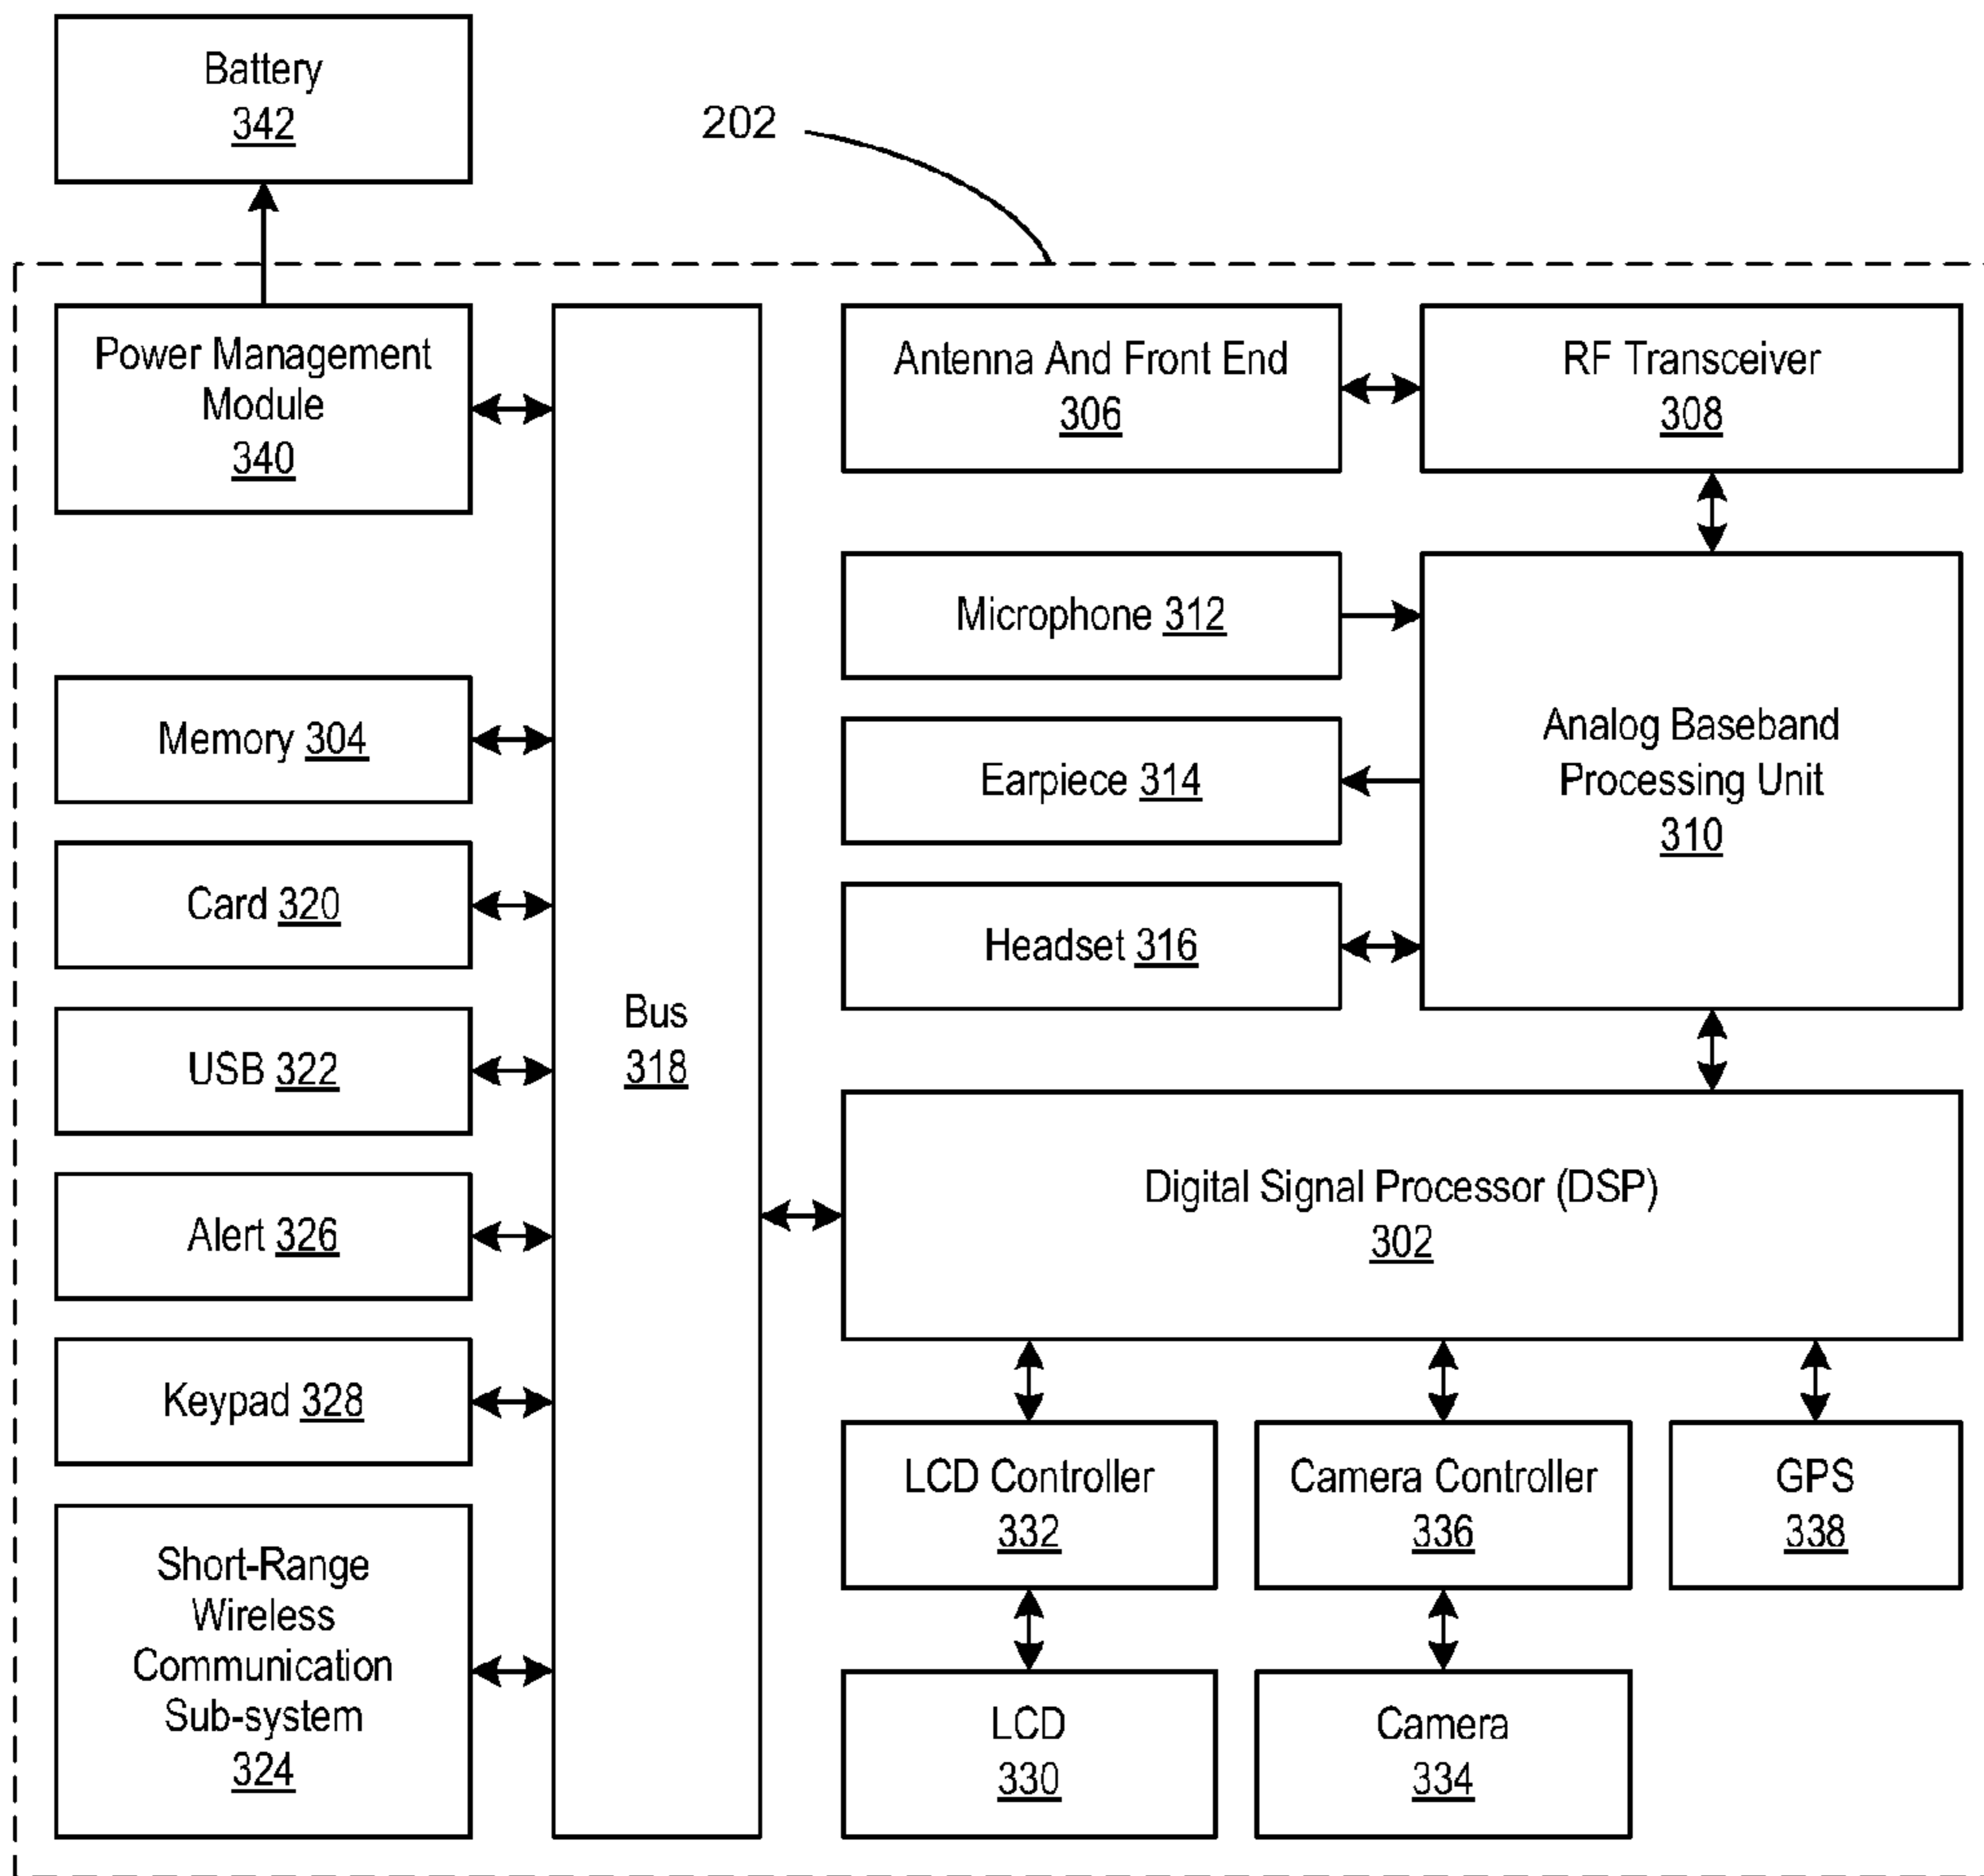 Battery
342
202
Power Management
Module
340
Antenna And Front End
306
RF Transceiver
308
Microphone 312
Memory 304
Earpiece 314
Analog Baseband
Processing Unit
310
Card 320
Headset 316
USB 322
Bus
318
Alert 326
Digital Signal Processor (DSP)
302
Keypad 328
LCD Controller
332
Camera Controller
336
GPS
338
Short-Range
Wireless
Communication
Sub-system
324
LCD
330
Camera
334